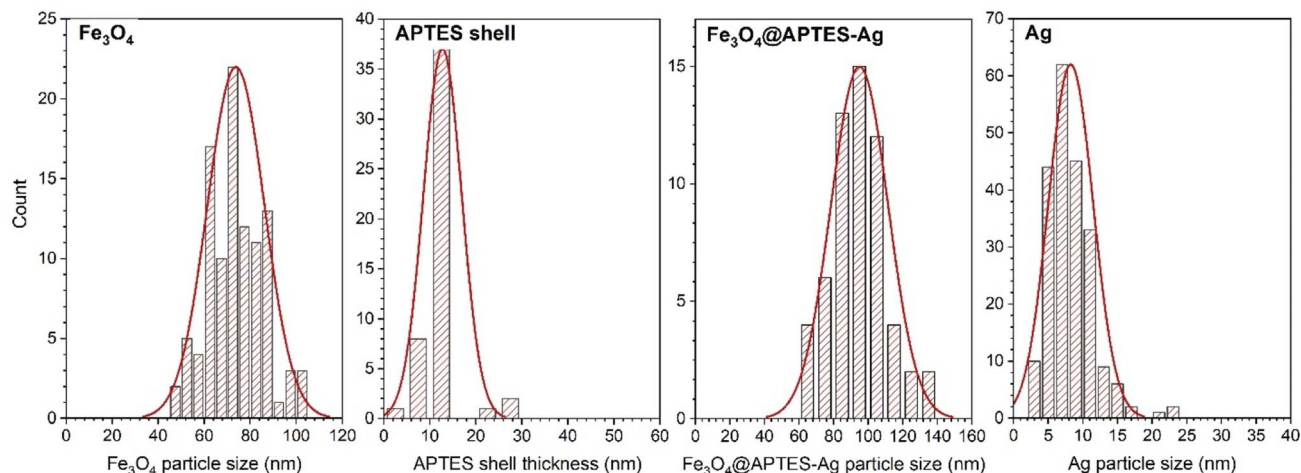 Fe₃O₄
APTES shell
Fe₃O₄@APTES-Ag
Ag
Count
25
20
15
10
5
0
0 20 40 60 80 100 120
Fe₃O₄ particle size (nm)
40
35
30
25
20
15
10
5
0
0 10 20 30 40 50 60
APTES shell thickness (nm)
15
10
5
0
0 20 40 60 80 100 120 140 160
Fe₃O₄@APTES-Ag particle size (nm)
70
60
50
40
30
20
10
0
0 5 10 15 20 25 30 35 40
Ag particle size (nm)